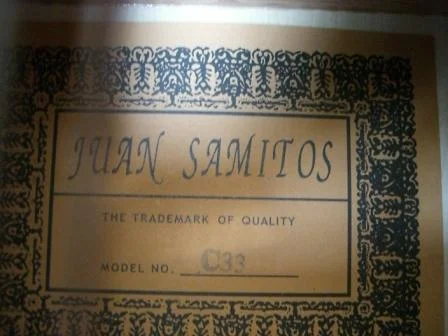 JUAN SAMITOS
THE TRADEMARK OF QUALITY
MODEL NO. C33